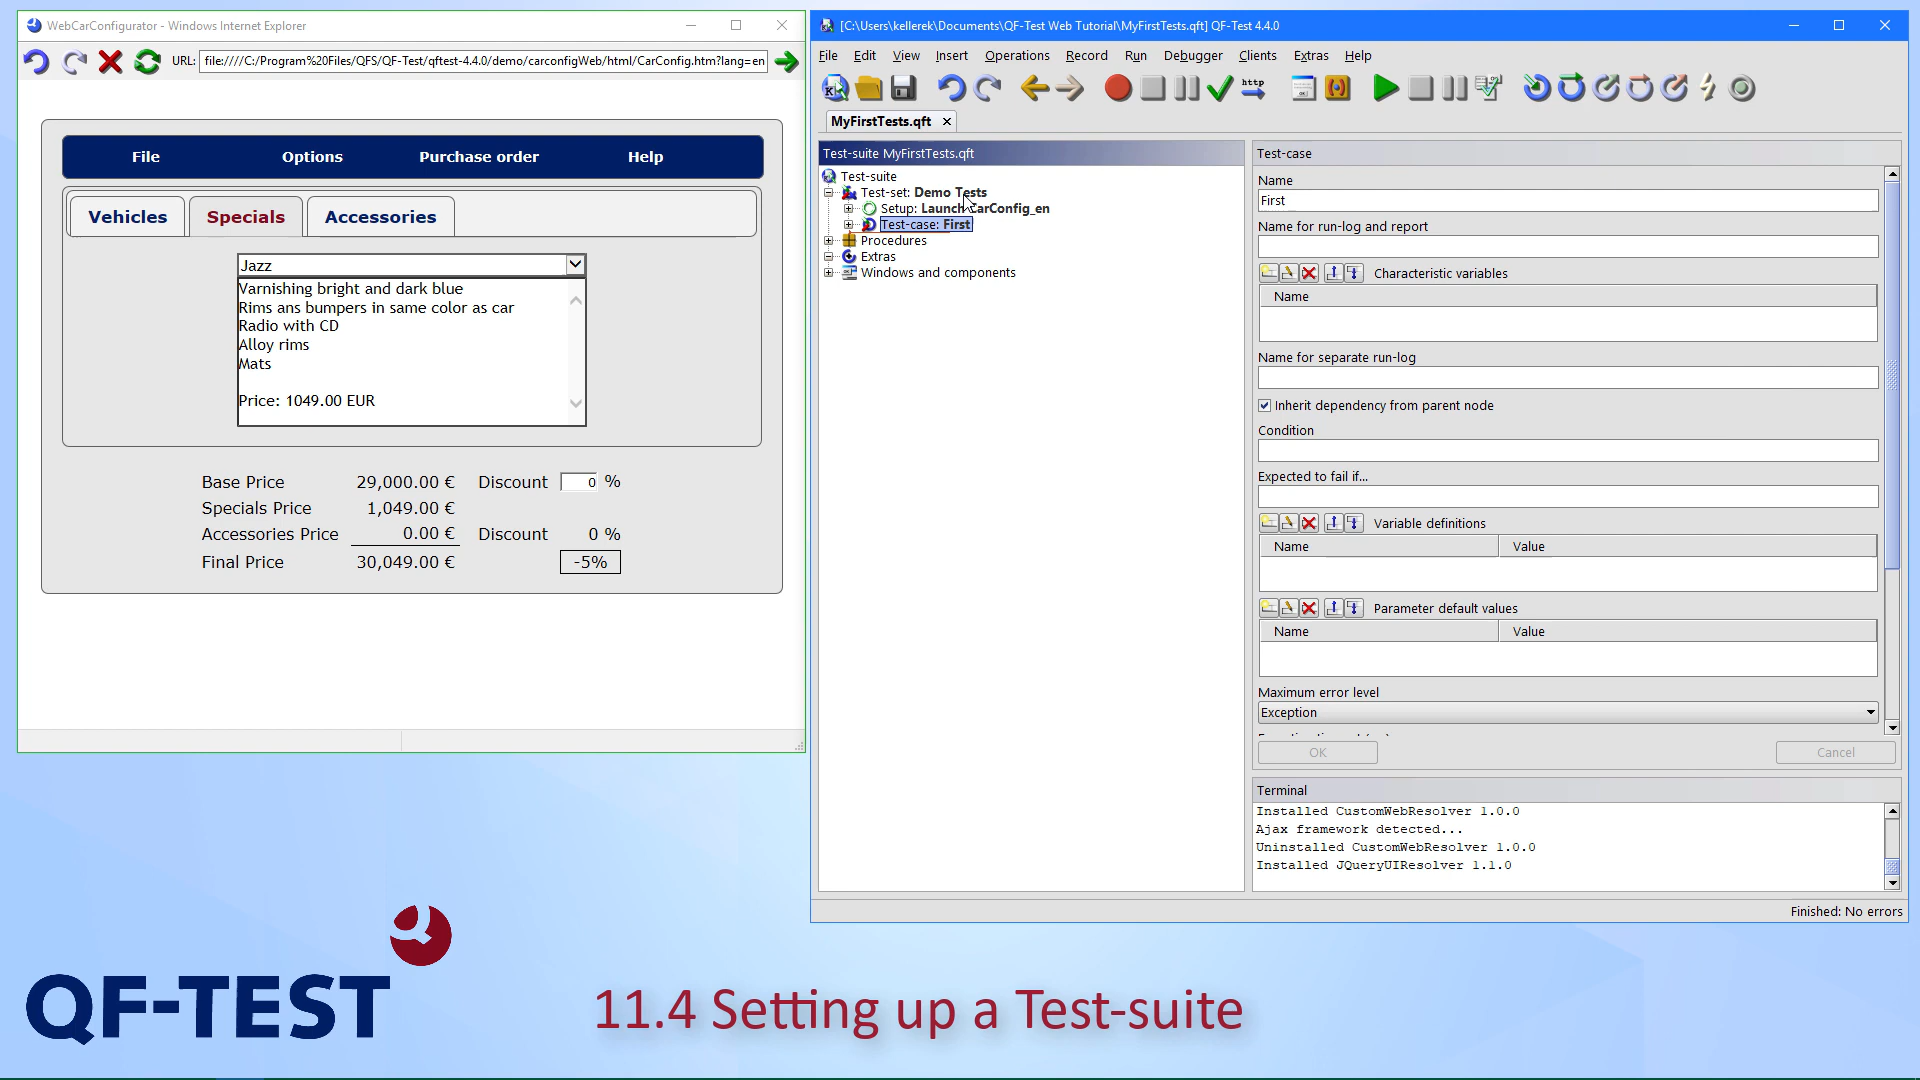 WebCarConfigurator - Windows Internet Explorer
URL: file:////C:/Program%20Files/QFS/QF-Test/qftest-4.4.0/demo/carconfigWeb/html/CarConfig.htm?lang=en
File Options Purchase order Help
Vehicles Specials Accessories
Jazz
Varnishing bright and dark blue
Rims ans bumpers in same color as car
Radio with CD
Alloy rims
Mats
Price: 1049.00 EUR
Base Price 29,000.00 € Discount 0 %
Specials Price 1,049.00 €
Accessories Price 0.00 € Discount 0 %
Final Price 30,049.00 € -5%
[C:\Users\kellerek\Documents\QF-Test Web Tutorial\MyFirstTests.qft] QF-Test 4.4.0
File Edit View Insert Operations Record Run Debugger Clients Extras Help
http
MyFirstTests.qft
Test-suite MyFirstTests.qft
Test-suite
Test-set: Demo Tests
Setup: LaunchCarConfig_en
Test-case: First
Procedures
Extras
Windows and components
Test-case
Name
First
Name for run-log and report
Characteristic variables
Name
Name for separate run-log
Inherit dependency from parent node
Condition
Expected to fail if...
Variable definitions
Name Value
Parameter default values
Name Value
Maximum error level
Exception
OK Cancel
Terminal
Installed CustomWebResolver 1.0.0
Ajax framework detected...
Uninstalled CustomWebResolver 1.0.0
Installed JQueryUIResolver 1.1.0
Finished: No errors
QF-TEST
11.4 Setting up a Test-suite